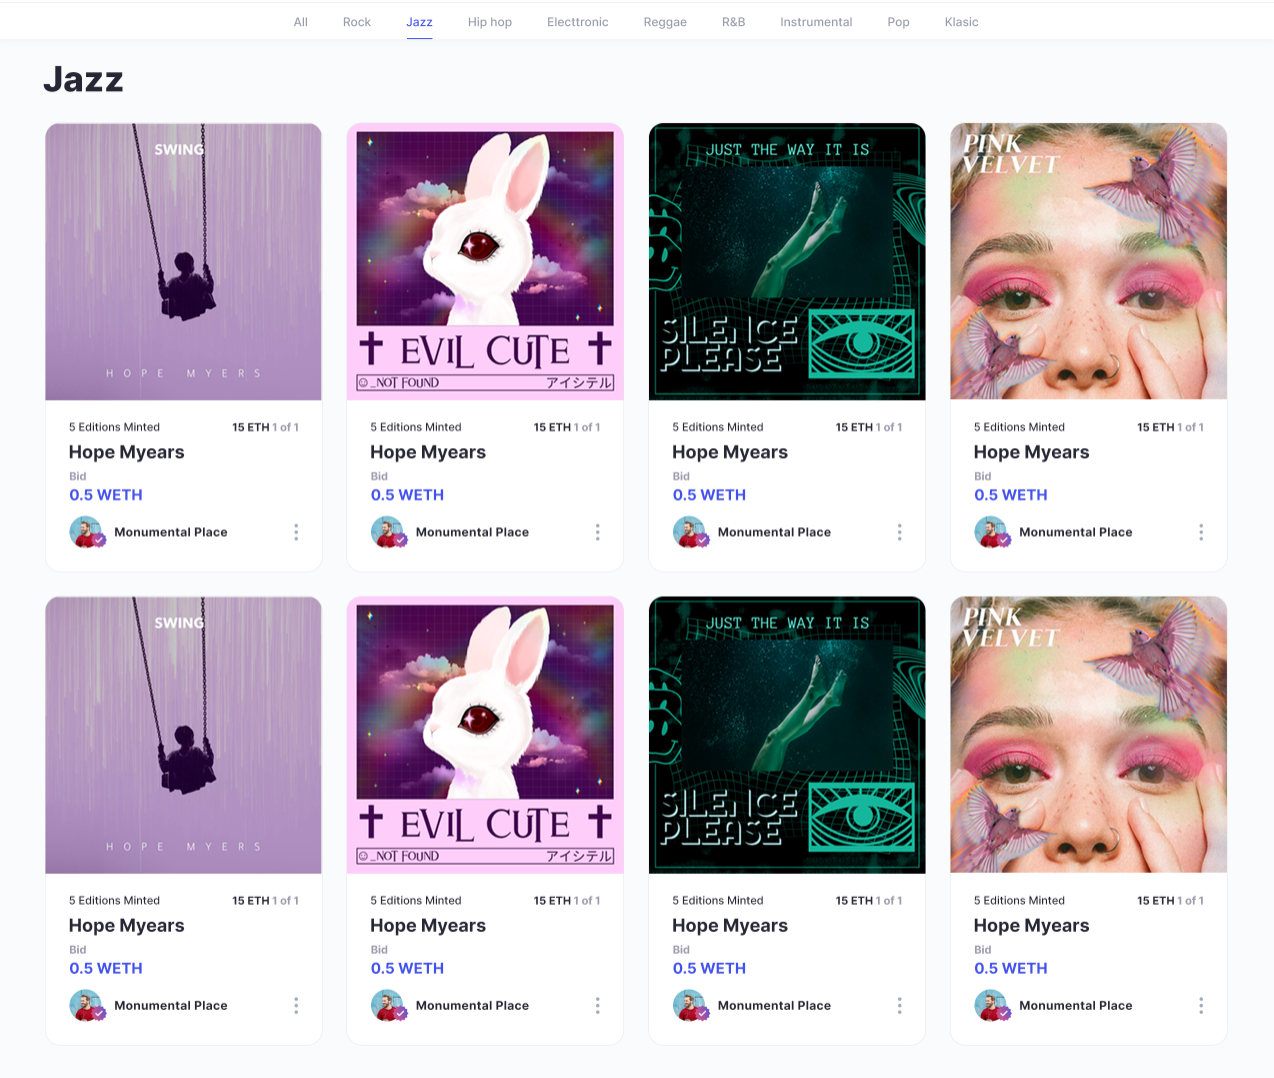 All Rock Jazz Hip hop Electtronic Reggae R&B Instrumental Pop Klasic
Jazz
SWING
HOPE MYERS
5 Editions Minted 15 ETH 1 of 1
Hope Myears
Bid
0.5 WETH
Monumental Place
EVIL CUTE
_NOT FOUND アイシテル
5 Editions Minted 15 ETH 1 of 1
Hope Myears
Bid
0.5 WETH
Monumental Place
JUST THE WAY IT IS
SILENCE
PLEASE
5 Editions Minted 15 ETH 1 of 1
Hope Myears
Bid
0.5 WETH
Monumental Place
PINK
VELVET
5 Editions Minted 15 ETH 1 of 1
Hope Myears
Bid
0.5 WETH
Monumental Place
SWING
HOPE MYERS
5 Editions Minted 15 ETH 1 of 1
Hope Myears
Bid
0.5 WETH
Monumental Place
EVIL CUTE
_NOT FOUND アイシテル
5 Editions Minted 15 ETH 1 of 1
Hope Myears
Bid
0.5 WETH
Monumental Place
JUST THE WAY IT IS
SILENCE
PLEASE
5 Editions Minted 15 ETH 1 of 1
Hope Myears
Bid
0.5 WETH
Monumental Place
PINK
VELVET
5 Editions Minted 15 ETH 1 of 1
Hope Myears
Bid
0.5 WETH
Monumental Place